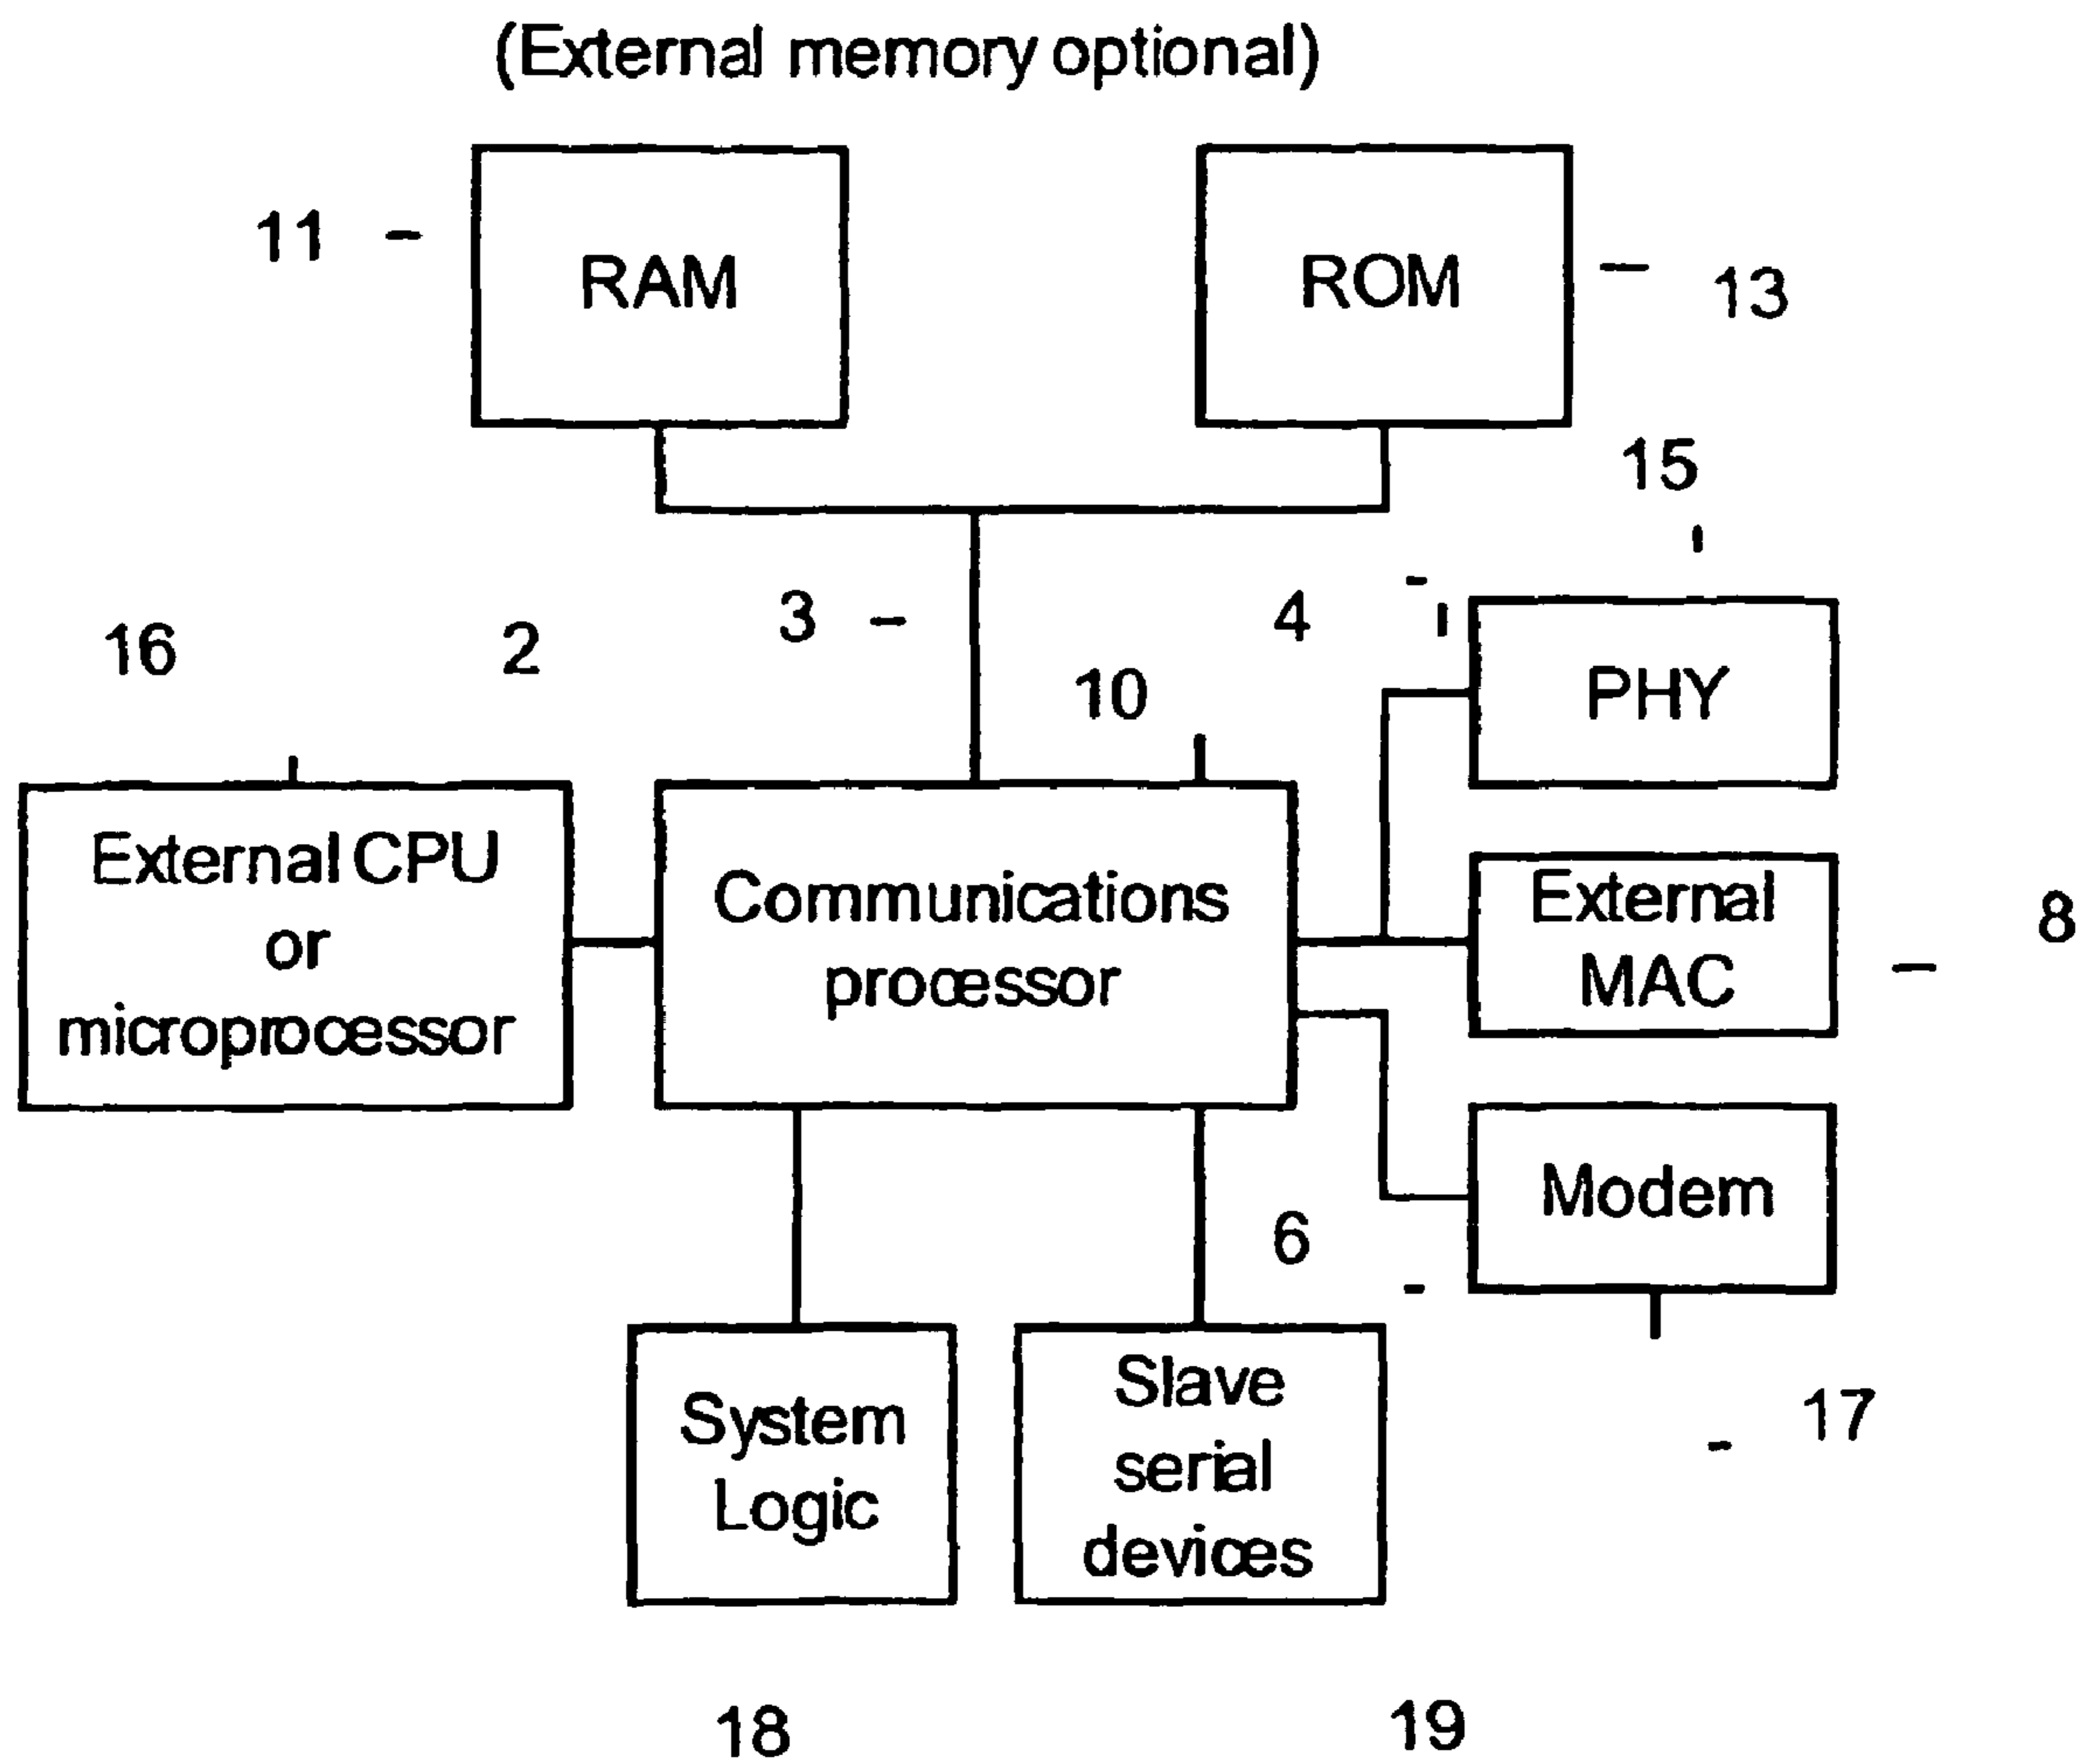 (External memory optional)
11
RAM
ROM
13
15
16
2
3
4
10
PHY
External CPU
or
microprocessor
Communications
processor
External
MAC
8
Modem
6
System
Logic
Slave
serial
devices
17
18
19